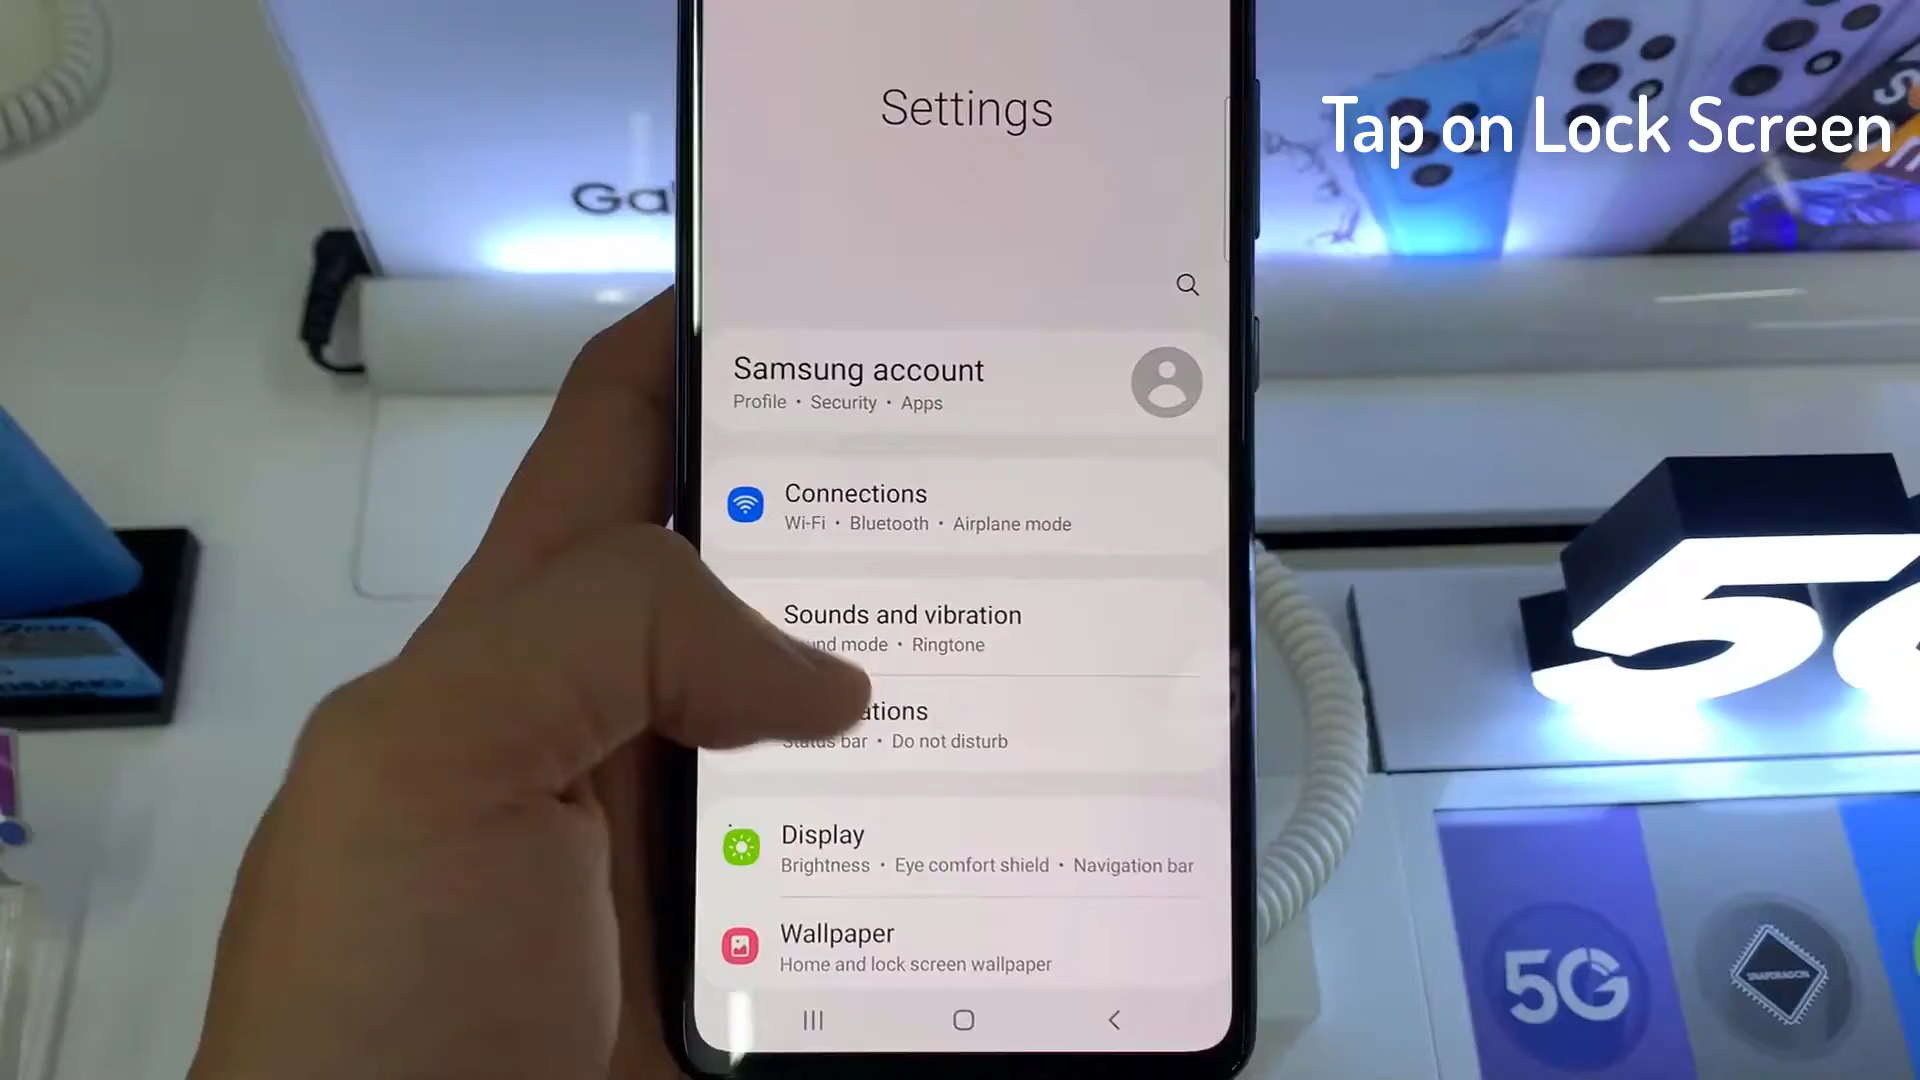 Settings
Tap on Lock Screen
Samsung account
Profile • Security • Apps
Connections
Wi-Fi • Bluetooth • Airplane mode
Sounds and vibration
mode • Ringtone
Status bar • Do not disturb
Display
Brightness • Eye comfort shield • Navigation bar
Wallpaper
Home and lock screen wallpaper
5G
SNAPDRAGON